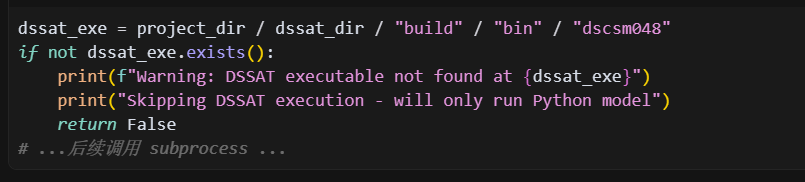 dssat_exe = project_dir / dssat_dir / "build" / "bin" / "dscsm048"
if not dssat_exe.exists():
    print(f"Warning: DSSAT executable not found at {dssat_exe}")
    print("Skipping DSSAT execution - will only run Python model")
    return False
# ...后续调用 subprocess ...